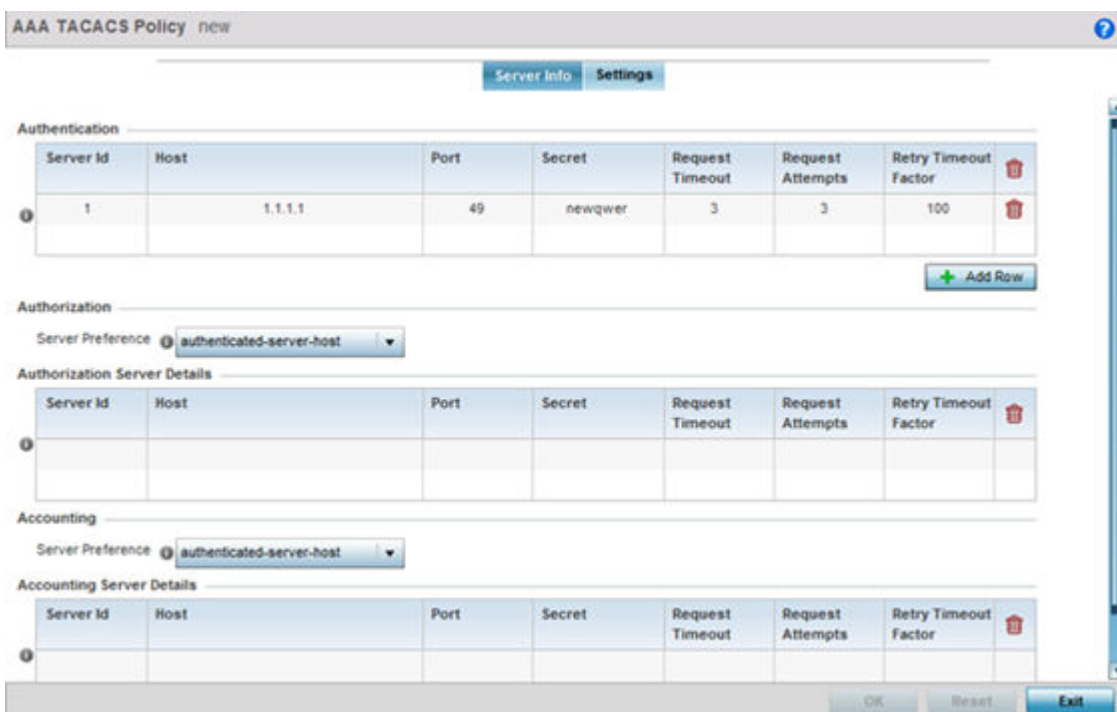 AAA TACACS Policy new
Server Info Settings
Authentication
Server Id Host Port Secret Request Timeout Request Attempts Retry Timeout Factor
1 1.1.1.1 49 newqwer 3 3 100
Add Row
Authorization
Server Preference authenticated-server-host
Authorization Server Details
Server Id Host Port Secret Request Timeout Request Attempts Retry Timeout Factor
Accounting
Server Preference authenticated-server-host
Accounting Server Details
Server Id Host Port Secret Request Timeout Request Attempts Retry Timeout Factor
OK Reset Exit